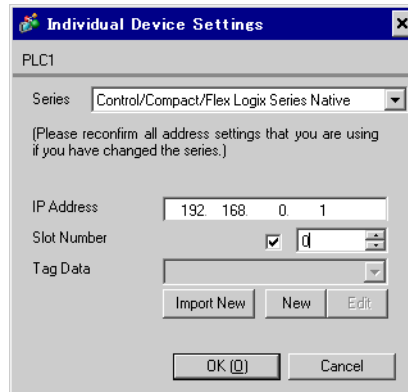 Individual Device Settings
PLC1
Series Control/Compact/Flex Logix Series Native
(Please reconfirm all address settings that you are using
if you have changed the series.)
IP Address 192. 168. 0. 1
Slot Number 0
Tag Data
Import New New Edit
OK (O) Cancel